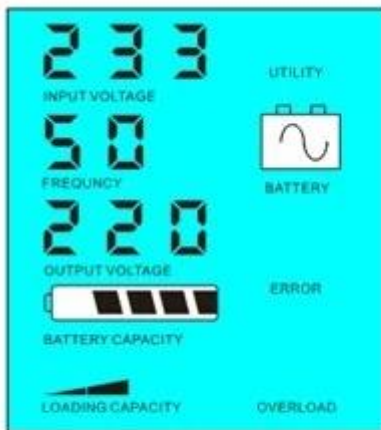 233
UTILITY
INPUT VOLTAGE
50
FREQUNCY
BATTERY
220
OUTPUT VOLTAGE
ERROR
BATTERY CAPACITY
LOADING CAPACITY
OVERLOAD